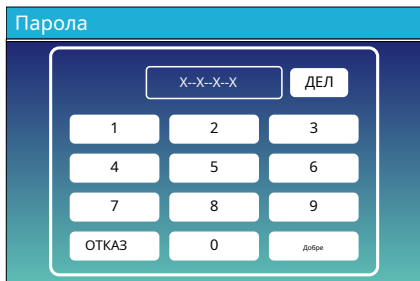 Парола
X--X--X--X ДЕЛ
1 2 3
4 5 6
7 8 9
ОТКАЗ 0 Добре